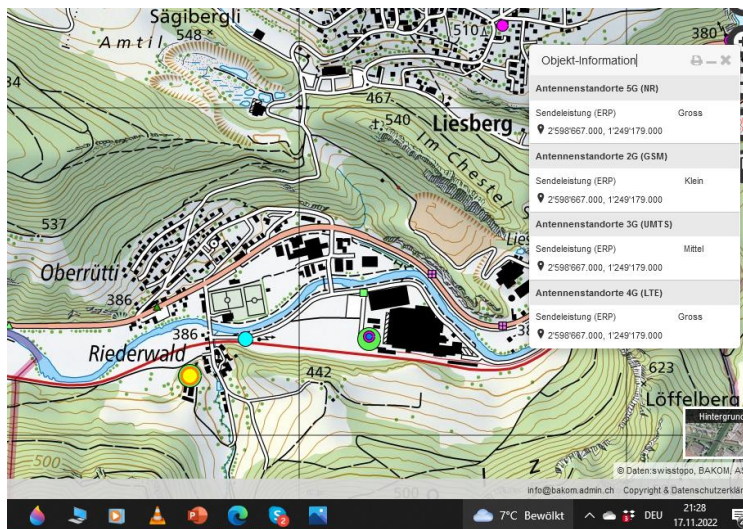 Sägibergli
548
Amtil
510
380
34
467
540
Liesberg
Im Chestel
537
Oberrütti
386
386
Riederwald
442
623
Löffelberg
500
500
Z
Objekt-Information
Antennenstandorte 5G (NR)
Sendeleistung (ERP) Gross
2'598'667.000, 1'249'179.000
Antennenstandorte 2G (GSM)
Sendeleistung (ERP) Klein
2'598'667.000, 1'249'179.000
Antennenstandorte 3G (UMTS)
Sendeleistung (ERP) Mittel
2'598'667.000, 1'249'179.000
Antennenstandorte 4G (LTE)
Sendeleistung (ERP) Gross
2'598'667.000, 1'249'179.000
Hintergrund
© Daten:swisstopo, BAKOM, AS
info@bakom.admin.ch Copyright & Datenschutzerklär
7°C Bewölkt
DEU
21:28
17.11.2022